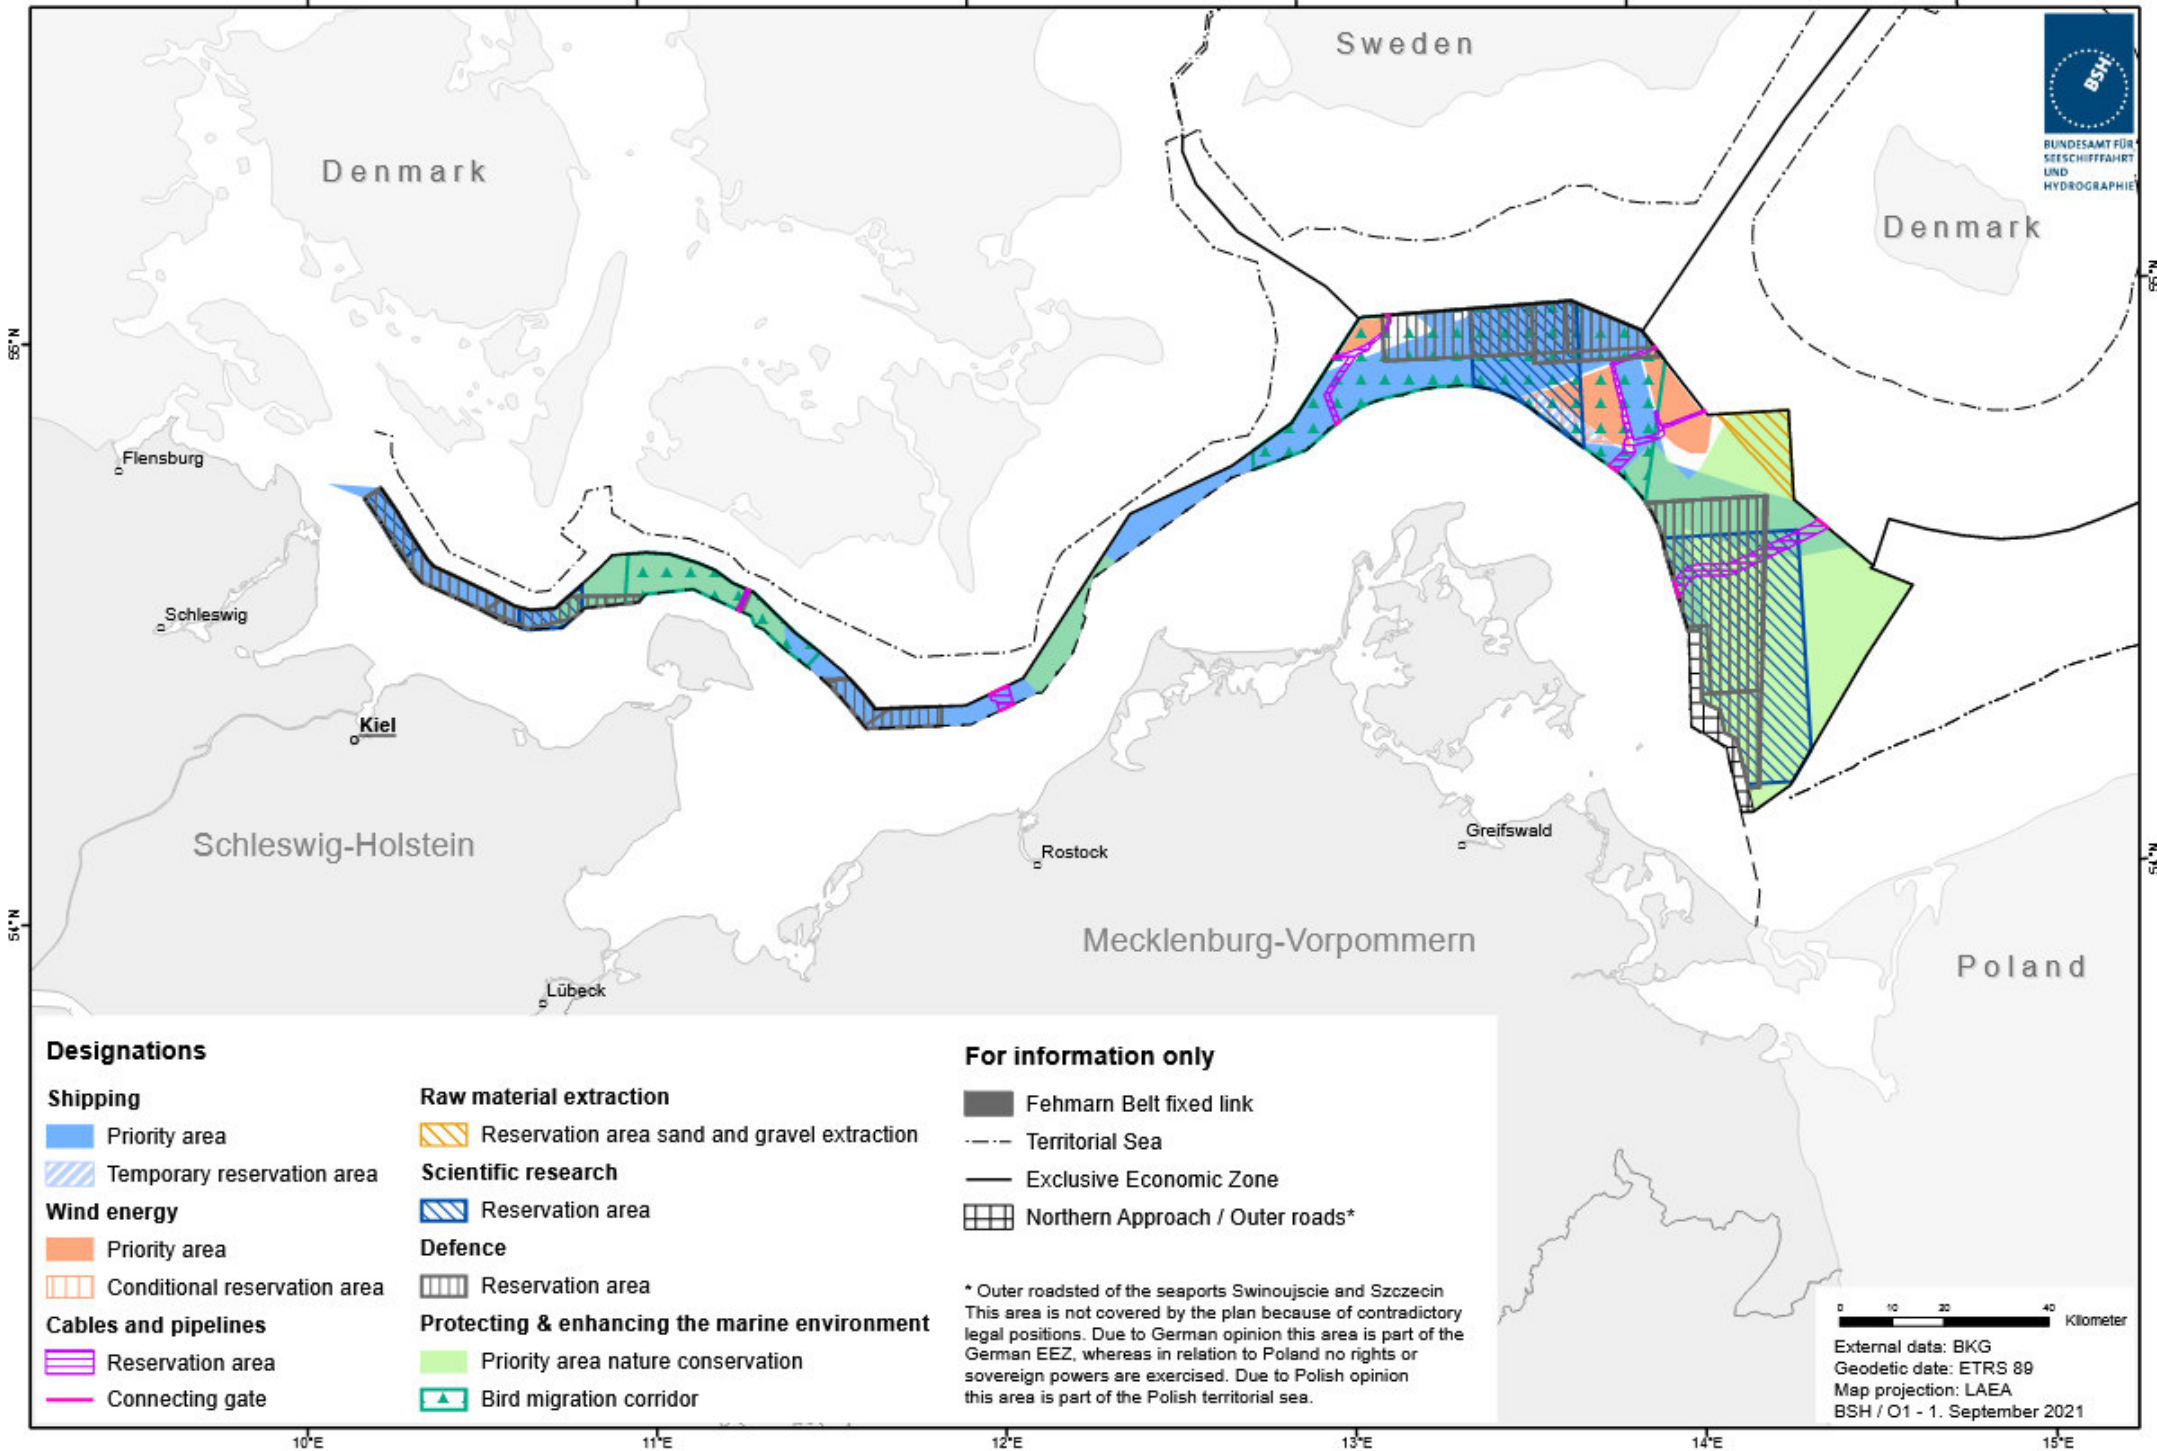 Sweden
BSH
BUNDESAMT FÜR
SEESCHIFFFAHRT
UND
HYDROGRAPHIE
Denmark
Denmark
55°N
55°N
Flensburg
Schleswig
Kiel
Schleswig-Holstein
Rostock
Greifswald
54°N
54°N
Mecklenburg-Vorpommern
Poland
Lübeck
Designations
Shipping
Priority area
Temporary reservation area
Wind energy
Priority area
Conditional reservation area
Cables and pipelines
Reservation area
Connecting gate
Raw material extraction
Reservation area sand and gravel extraction
Scientific research
Reservation area
Defence
Reservation area
Protecting & enhancing the marine environment
Priority area nature conservation
Bird migration corridor
For information only
Fehmarn Belt fixed link
Territorial Sea
Exclusive Economic Zone
Northern Approach / Outer roads*
* Outer roadsted of the seaports Swinoujscie and Szczecin
This area is not covered by the plan because of contradictory
legal positions. Due to German opinion this area is part of the
German EEZ, whereas in relation to Poland no rights or
sovereign powers are exercised. Due to Polish opinion
this area is part of the Polish territorial sea.
0 10 20 40 Kilometer
External data: BKG
Geodetic date: ETRS 89
Map projection: LAEA
BSH / O1 - 1. September 2021
10°E 11°E 12°E 13°E 14°E 15°E